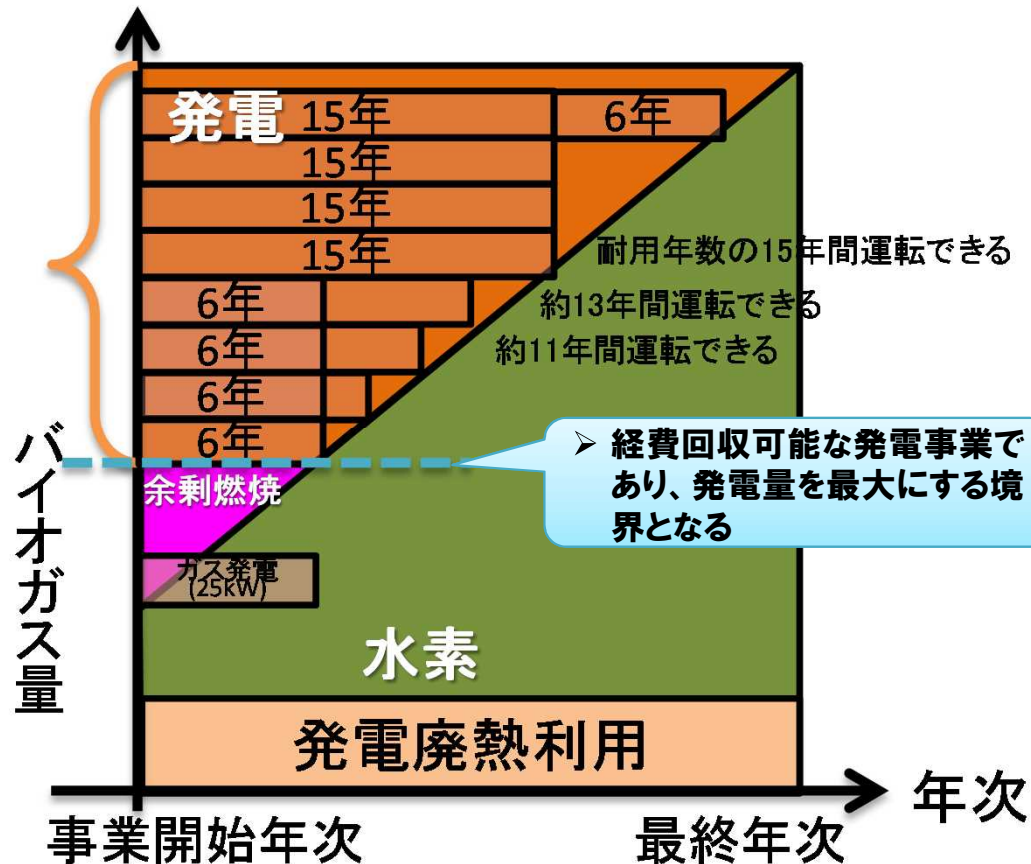 発電
15年
6年
15年
15年
15年
耐用年数の15年間運転できる
6年
約13年間運転できる
6年
約11年間運転できる
6年
6年
➢ 経費回収可能な発電事業で
あり、発電量を最大にする境
界となる
余剰燃焼
ガス発電
(25kW)
バイオガス量
水素
発電廃熱利用
年次
事業開始年次
最終年次